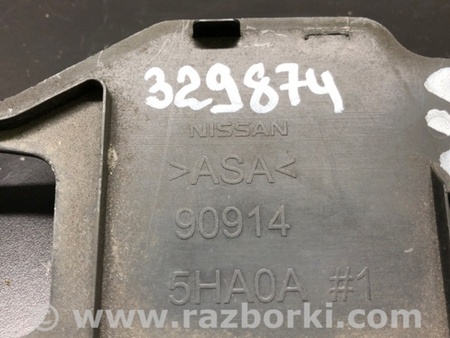 329874
NISSAN
>ASA<
90914
5HA0A #1
www.razborki.com